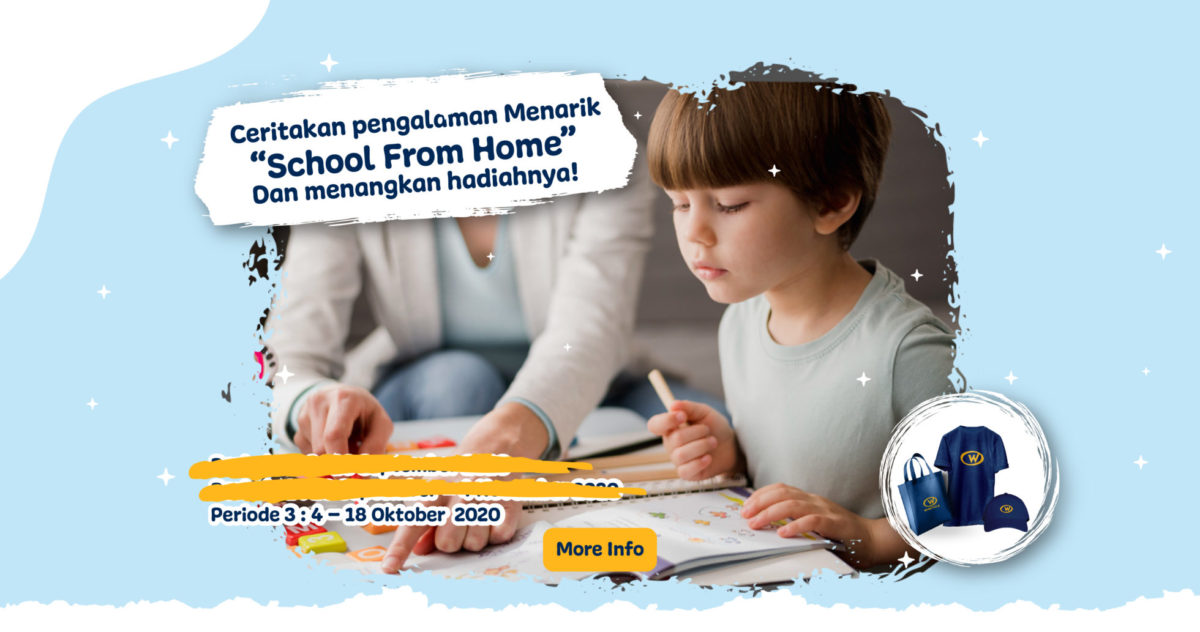 Ceritakan pengalaman Menarik
“School From Home”
Dan menangkan hadiahnya!
Periode 3 : 4 – 18 Oktober 2020
More Info
W
W
W